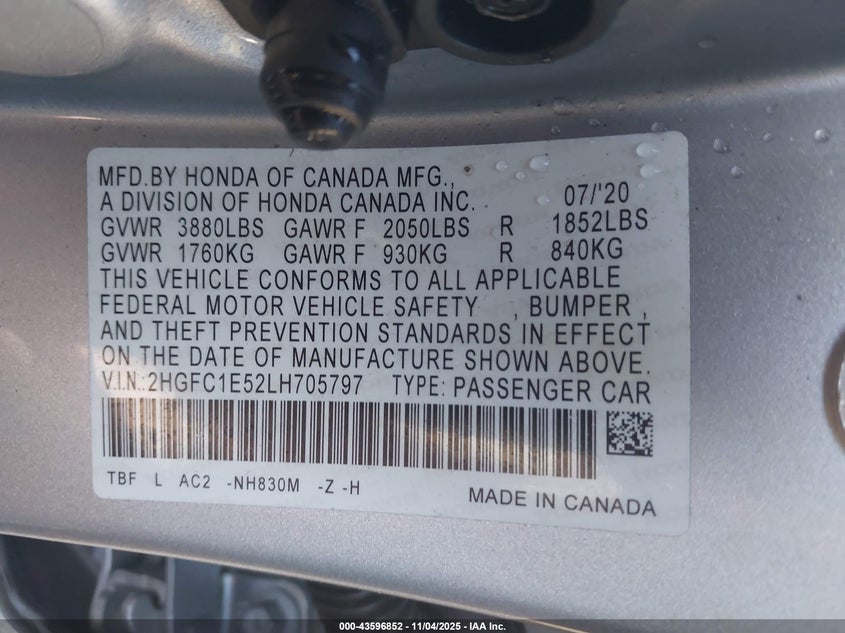 MFD.BY HONDA OF CANADA MFG.,
A DIVISION OF HONDA CANADA INC. 07/'20
GVWR 3880LBS GAWR F 2050LBS R 1852LBS
GVWR 1760KG GAWR F 930KG R 840KG
THIS VEHICLE CONFORMS TO ALL APPLICABLE
FEDERAL MOTOR VEHICLE SAFETY , BUMPER ,
AND THEFT PREVENTION STANDARDS IN EFFECT
ON THE DATE OF MANUFACTURE SHOWN ABOVE.
V.I.N.:2HGFC1E52LH705797 TYPE: PASSENGER CAR
TBF L AC2 -NH830M -Z -H
MADE IN CANADA
000-43596852 — 11/04/2025 — IAA Inc.